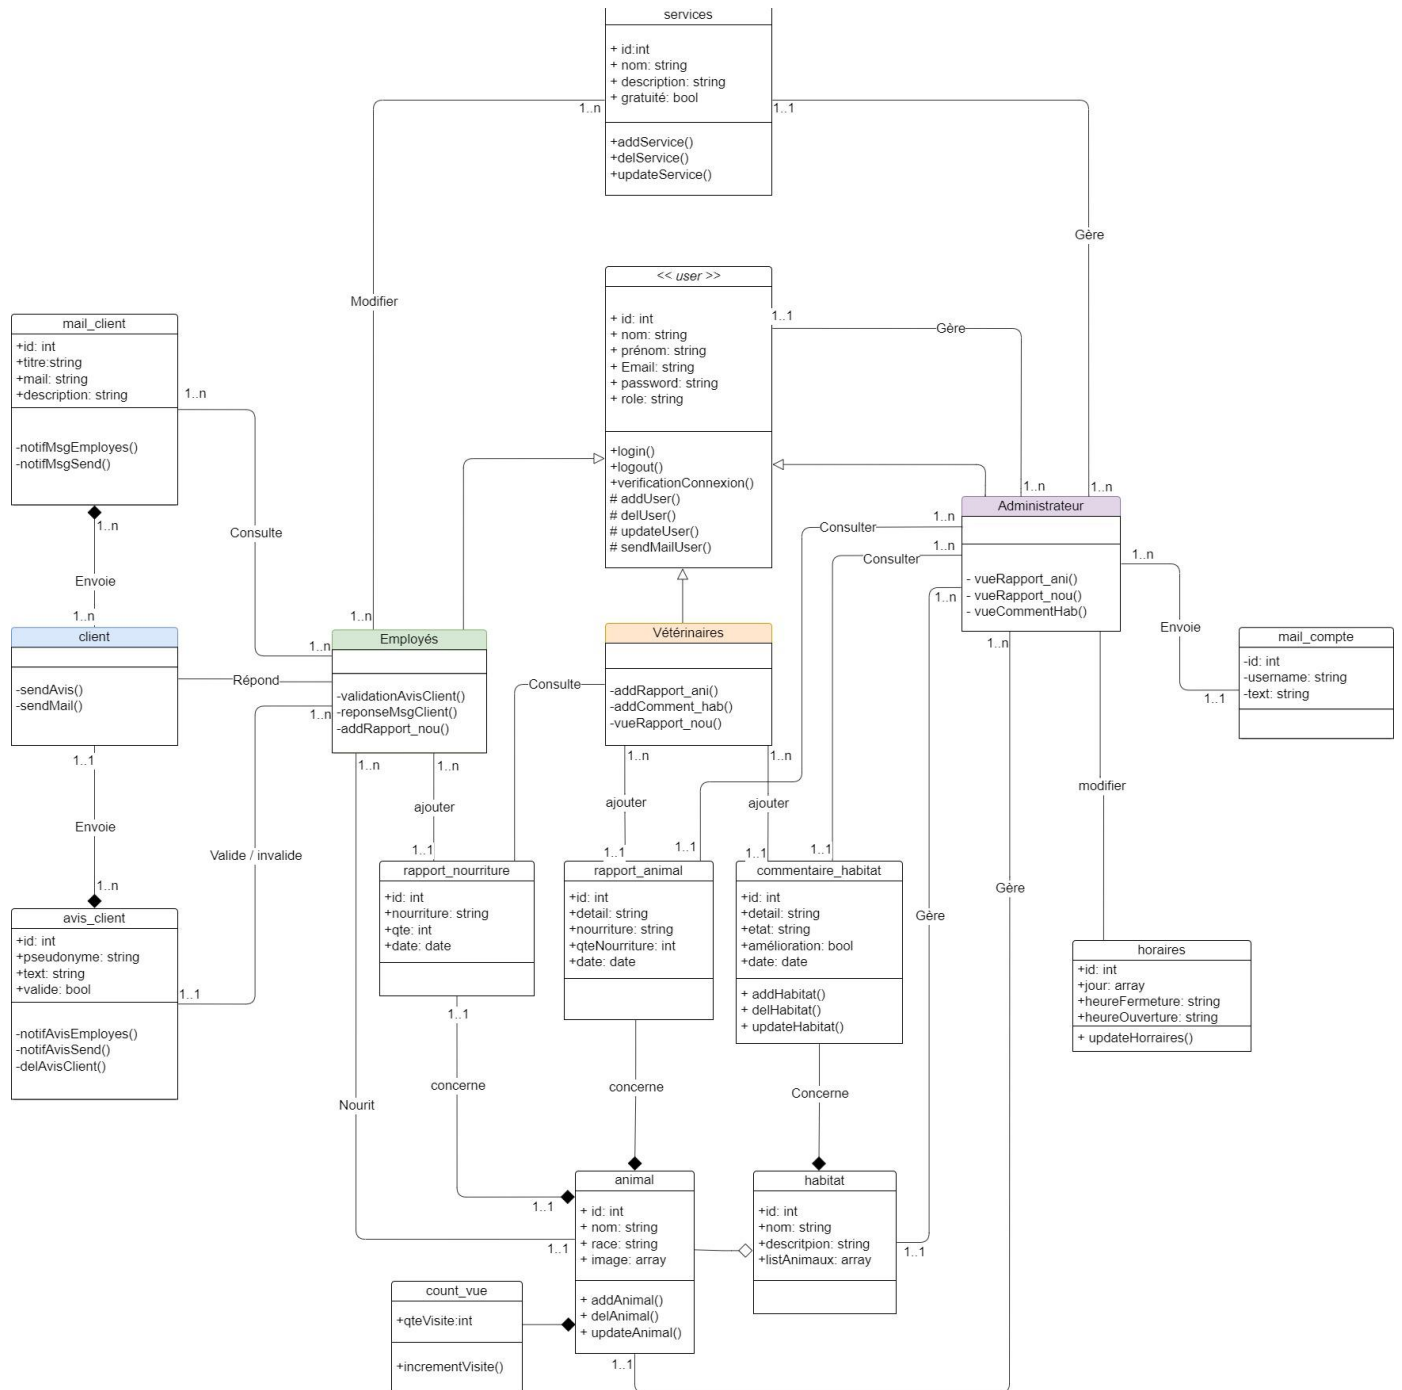 services
+ id:int
+ nom: string
+ description: string
+ gratuité: bool
+addService()
+delService()
+updateService()
1..n
1..1
Modifier
Gère
<< user >>
+ id: int
+ nom: string
+ prénom: string
+ Email: string
+ password: string
+ role: string
+login()
+logout()
+verificationConnexion()
# addUser()
# delUser()
# updateUser()
# sendMailUser()
1..1
Gère
1..n
1..n
mail_client
+id: int
+titre:string
+mail: string
+description: string
-notifMsgEmployes()
-notifMsgSend()
1..n
1..n
Consulte
Envoie
1..n
client
-sendAvis()
-sendMail()
1..n
1..n
Répond
Employés
-validationAvisClient()
-reponseMsgClient()
-addRapport_nou()
1..n
Consulte
Vétérinaires
-addRapport_ani()
-addComment_hab()
-vueRapport_nou()
Administrateur
- vueRapport_ani()
- vueRapport_nou()
- vueCommentHab()
1..n
Consulter
1..n
Consulter
1..n
1..n
1..n
Envoie
1..1
mail_compte
-id: int
-username: string
-text: string
1..1
Envoie
1..n
Valide / invalide
1..n
1..n
ajouter
1..1
1..n
ajouter
1..1
1..1
1..n
ajouter
1..1
1..1
modifier
avis_client
+id: int
+pseudonyme: string
+text: string
+valide: bool
-notifAvisEmployes()
-notifAvisSend()
-delAvisClient()
1..1
rapport_nourriture
+id: int
+nourriture: string
+qte: int
+date: date
1..1
rapport_animal
+id: int
+detail: string
+nourriture: string
+qteNourriture: int
+date: date
commentaire_habitat
+id: int
+detail: string
+etat: string
+amélioration: bool
+date: date
+ addHabitat()
+ delHabitat()
+ updateHabitat()
Gère
Gère
horaires
+id: int
+jour: array
+heureFermeture: string
+heureOuverture: string
+ updateHorraires()
Nourit
concerne
concerne
Concerne
1..1
1..1
animal
+ id: int
+ nom: string
+ race: string
+ image: array
+ addAnimal()
+ delAnimal()
+ updateAnimal()
1..1
habitat
+id: int
+nom: string
+descritpion: string
+listAnimaux: array
1..1
count_vue
+qteVisite:int
+incrementVisite()